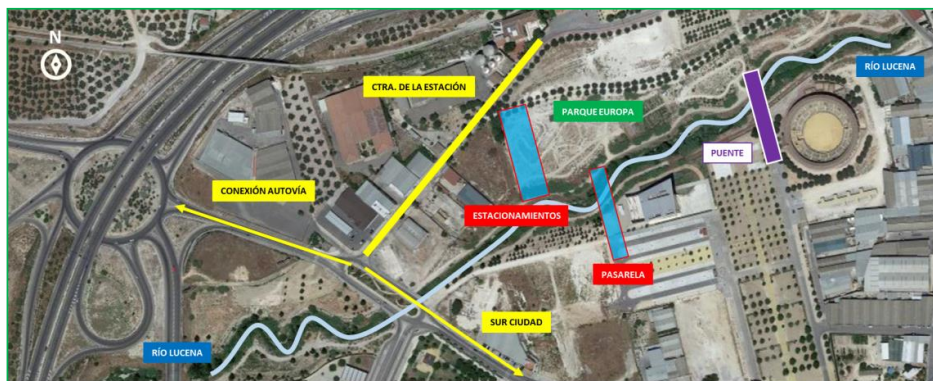 N
RÍO LUCENA
CTRA. DE LA ESTACIÓN
PARQUE EUROPA
PUENTE
CONEXIÓN AUTOVÍA
ESTACIONAMIENTOS
PASARELA
SUR CIUDAD
RÍO LUCENA